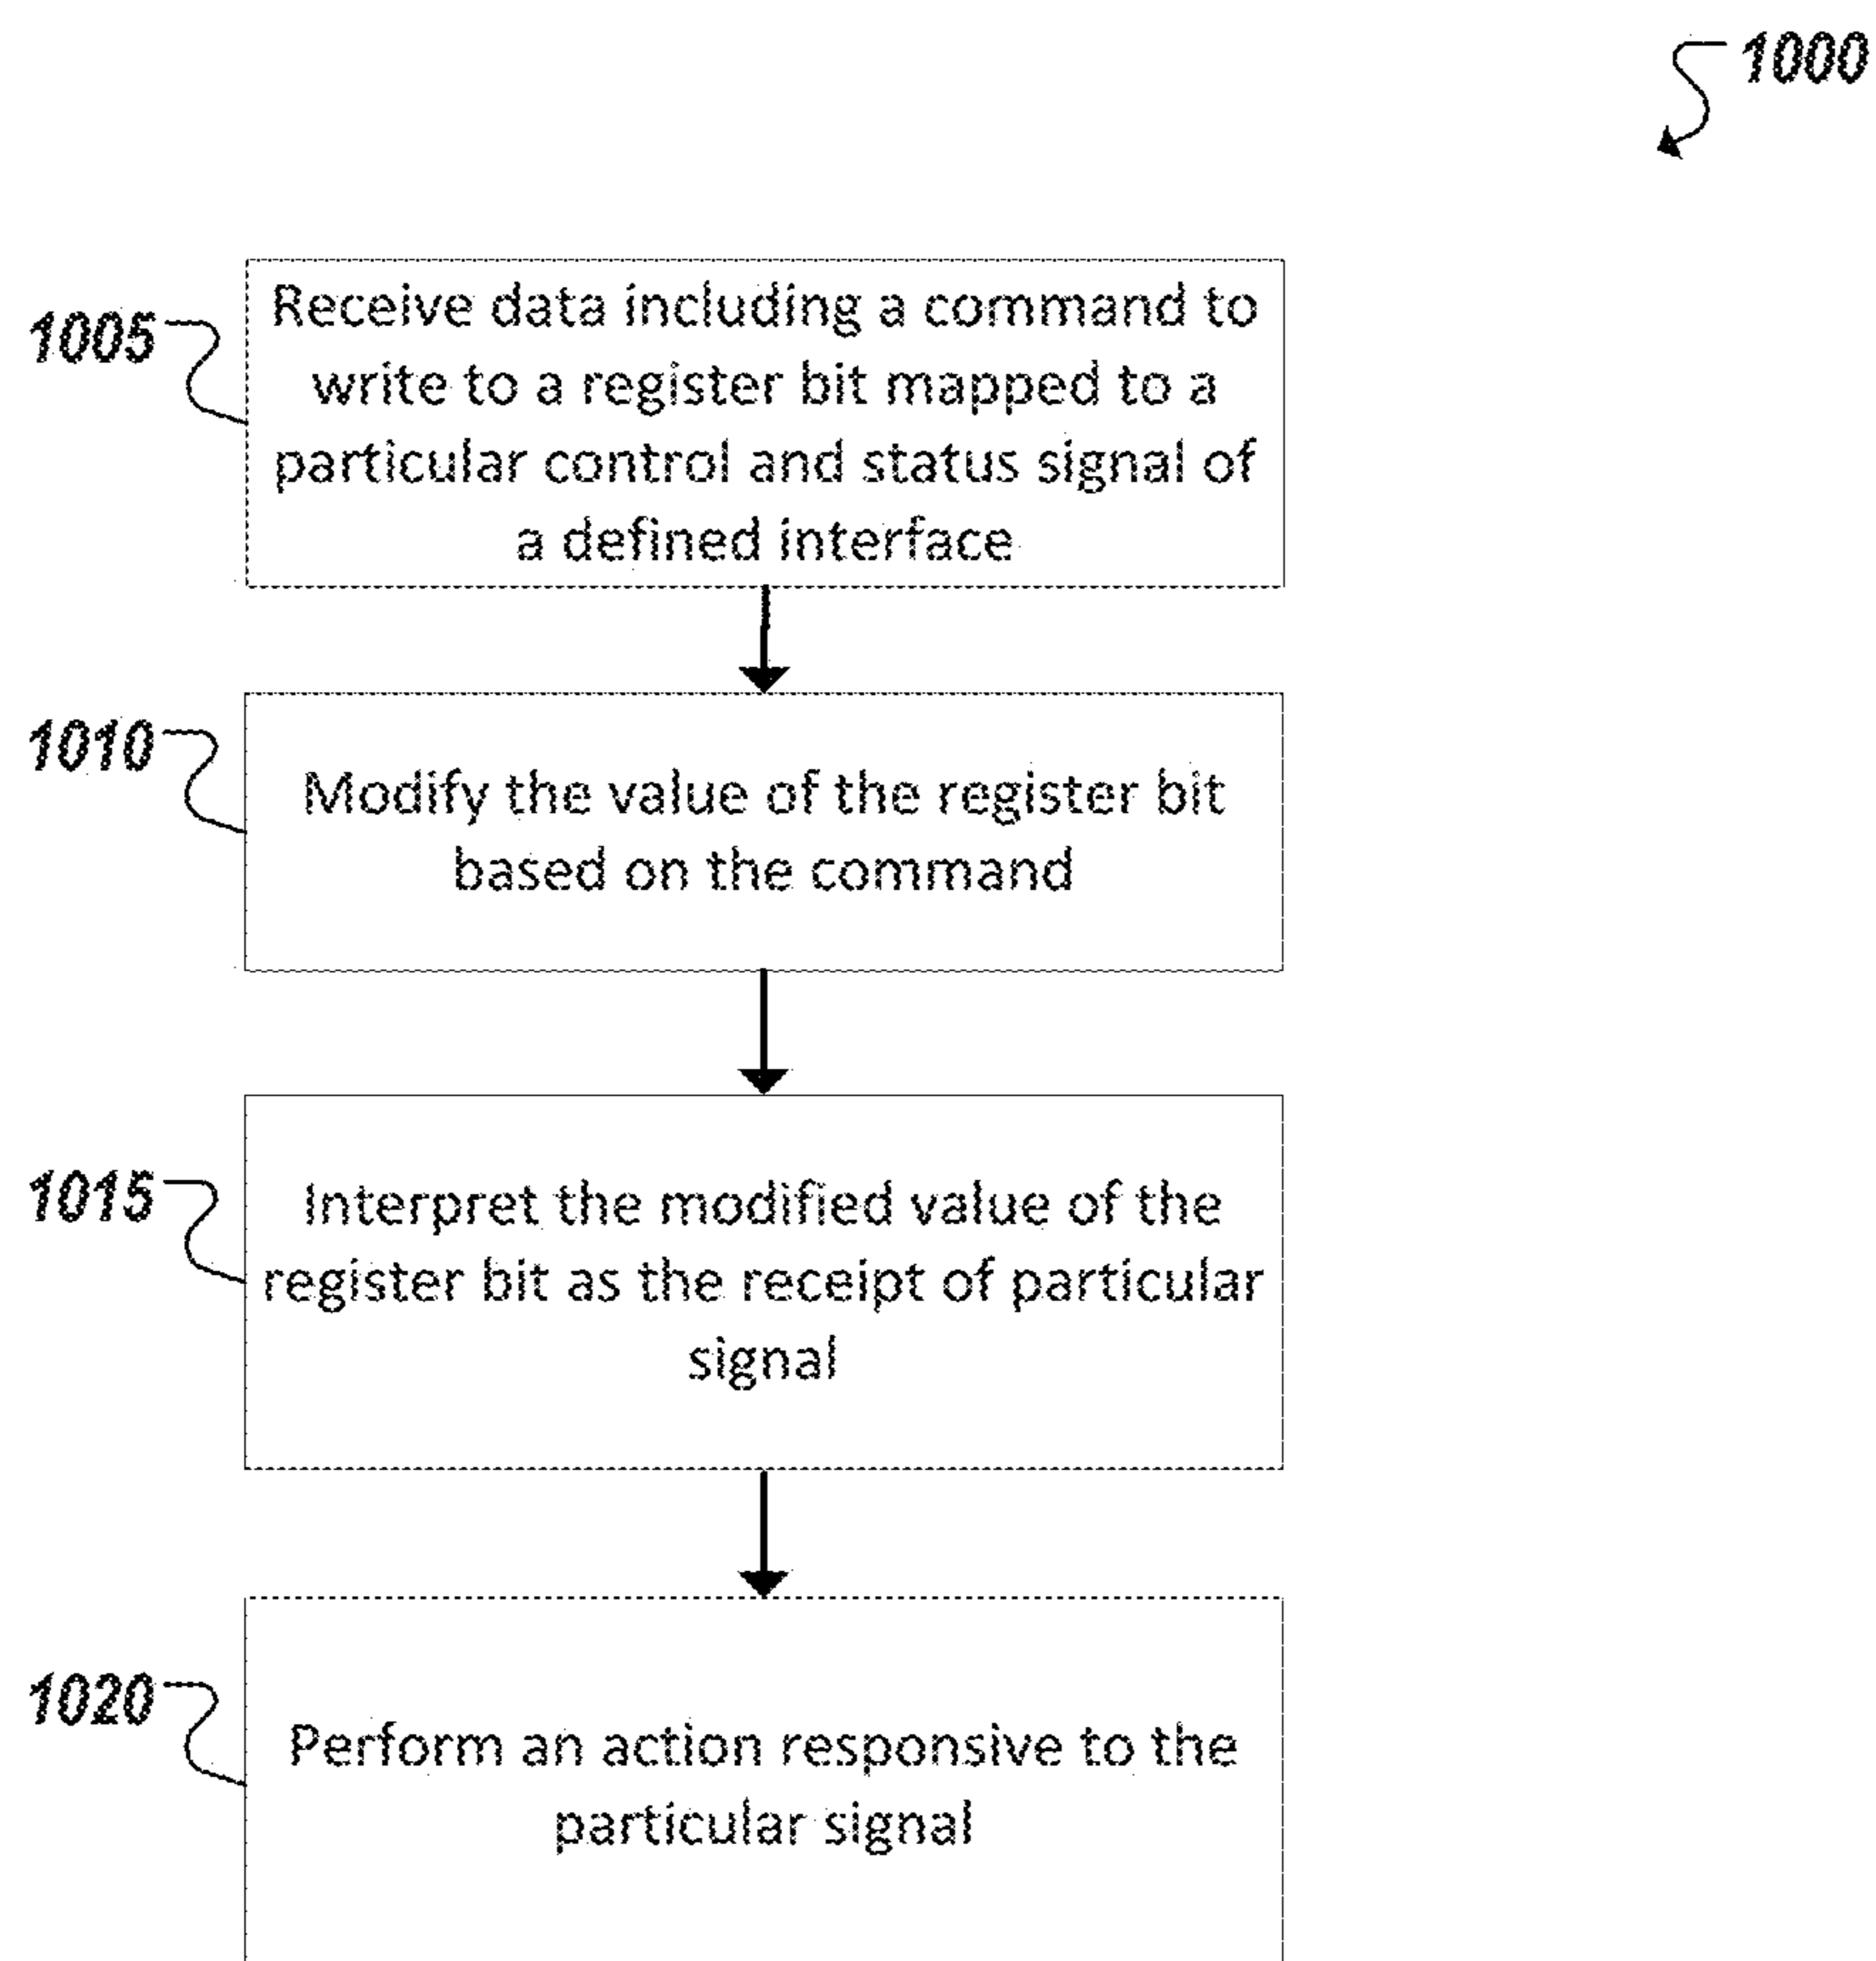 1000
1005
Receive data including a command to
write to a register bit mapped to a
particular control and status signal of
a defined interface
1010
Modify the value of the register bit
based on the command
1015
Interpret the modified value of the
register bit as the receipt of particular
signal
1020
Perform an action responsive to the
particular signal